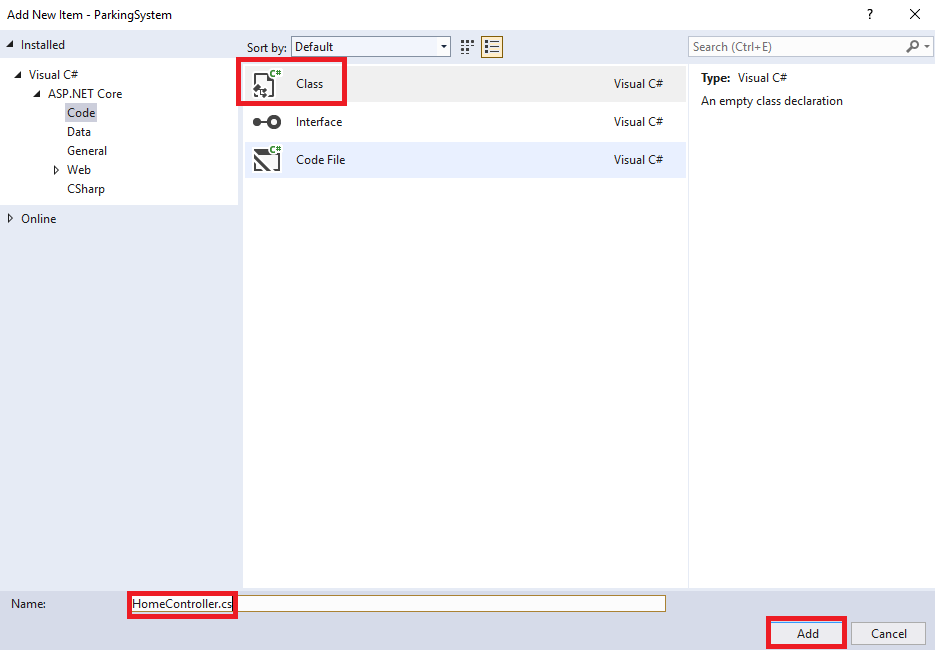 Add New Item - ParkingSystem
?
Installed
Sort by: Default
Search (Ctrl+E)
Visual C#
ASP.NET Core
Code
Data
General
Web
CSharp
Online
C# Class Visual C#
Interface Visual C#
C# Code File Visual C#
Type: Visual C#
An empty class declaration
Name: HomeController.cs
Add Cancel